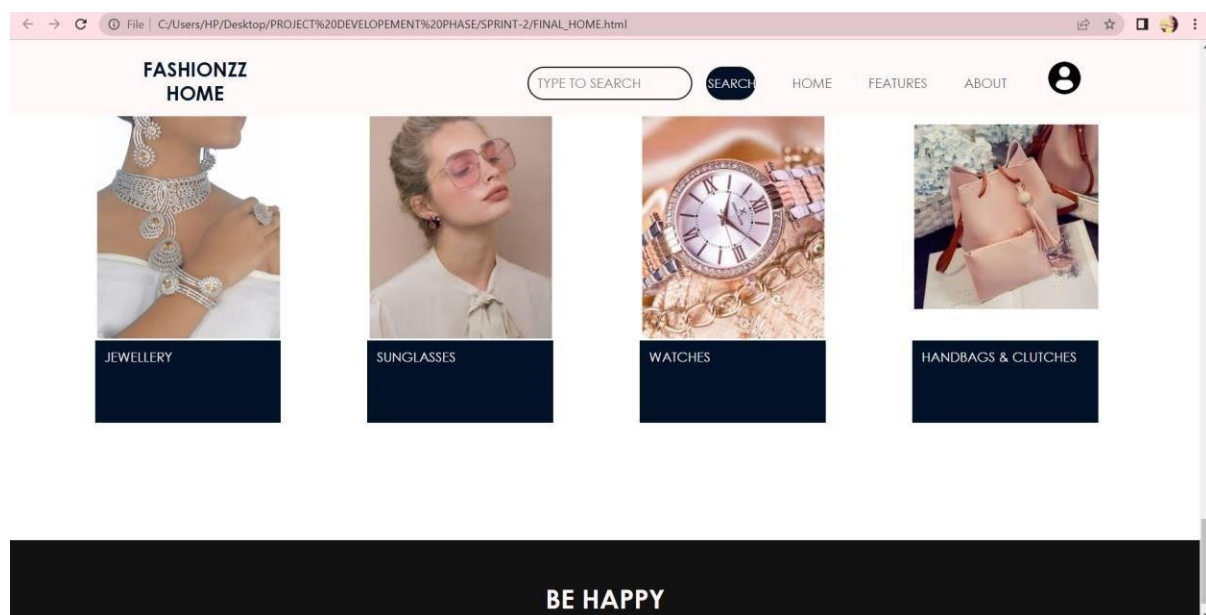 File | C:/Users/HP/Desktop/PROJECT%20DEVELOPEMENT%20PHASE/SPRINT-2/FINAL_HOME.html
FASHIONZZ
HOME
TYPE TO SEARCH
SEARCH
HOME
FEATURES
ABOUT
JEWELLERY
SUNGLASSES
WATCHES
HANDBAGS & CLUTCHES
BE HAPPY